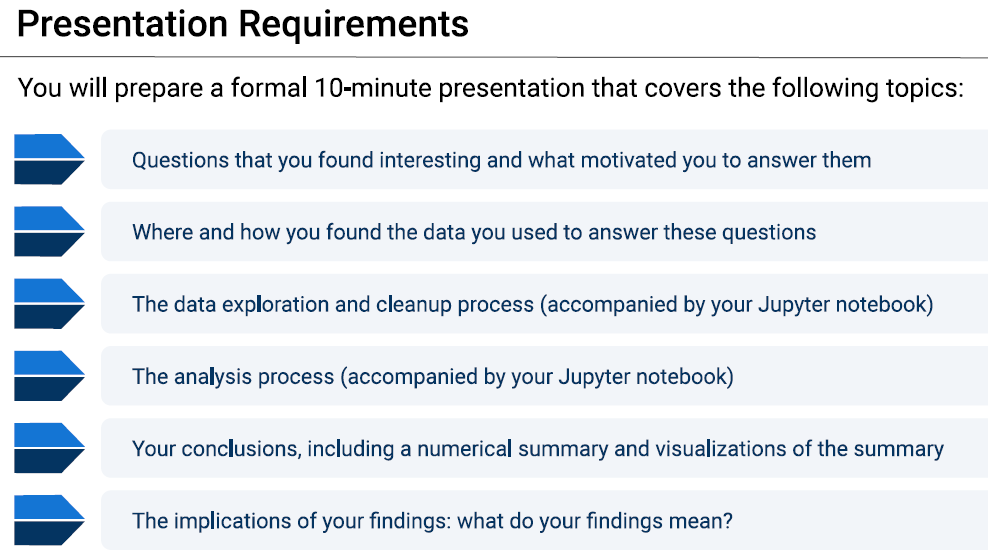 Presentation Requirements
You will prepare a formal 10-minute presentation that covers the following topics:
Questions that you found interesting and what motivated you to answer them
Where and how you found the data you used to answer these questions
The data exploration and cleanup process (accompanied by your Jupyter notebook)
The analysis process (accompanied by your Jupyter notebook)
Your conclusions, including a numerical summary and visualizations of the summary
The implications of your findings: what do your findings mean?